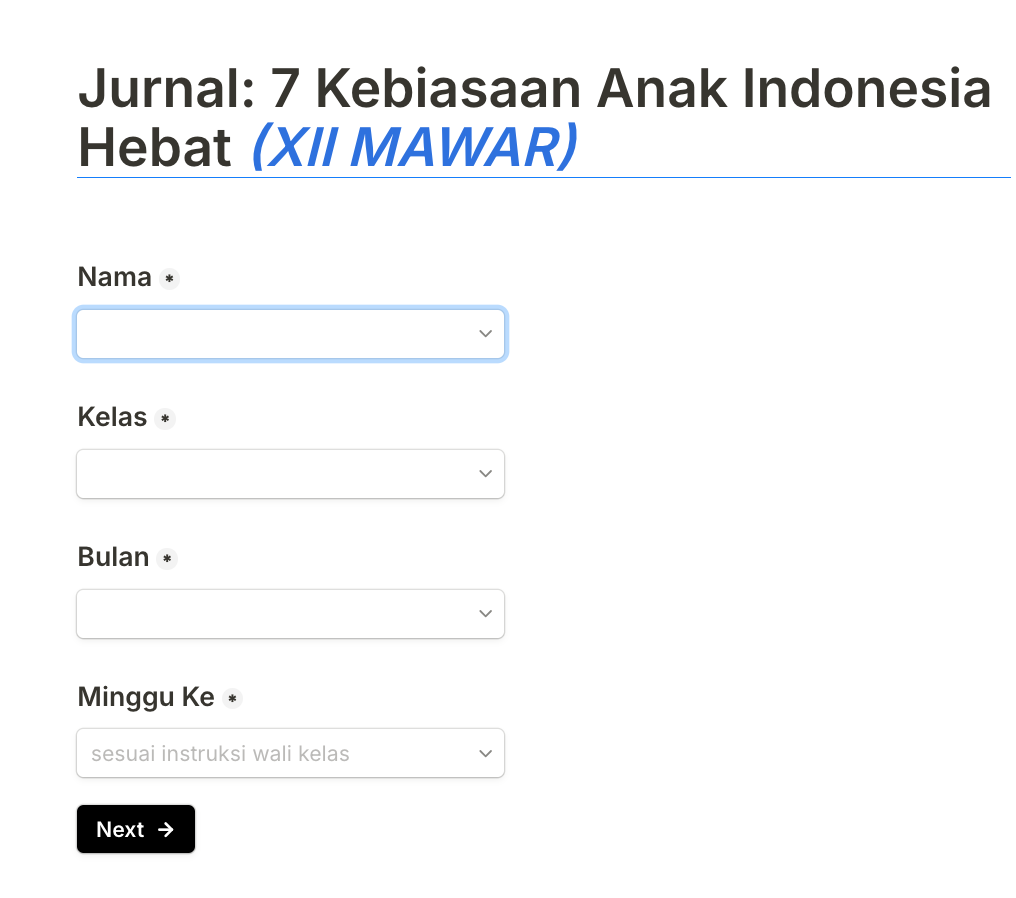 Jurnal: 7 Kebiasaan Anak Indonesia
Hebat (XII MAWAR)
Nama *
Kelas *
Bulan *
Minggu Ke *
sesuai instruksi wali kelas
Next →